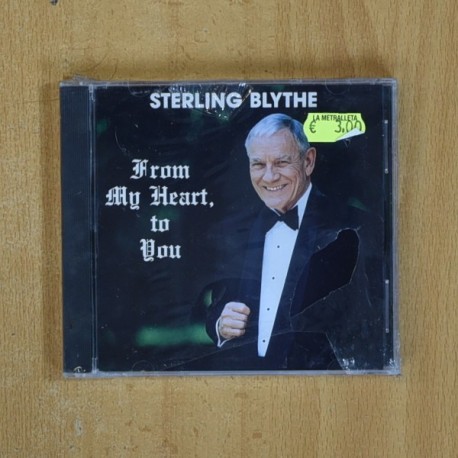 STERLING BLYTHE
LA METRALLETA
€ 3,00
From
My Heart,
to
You